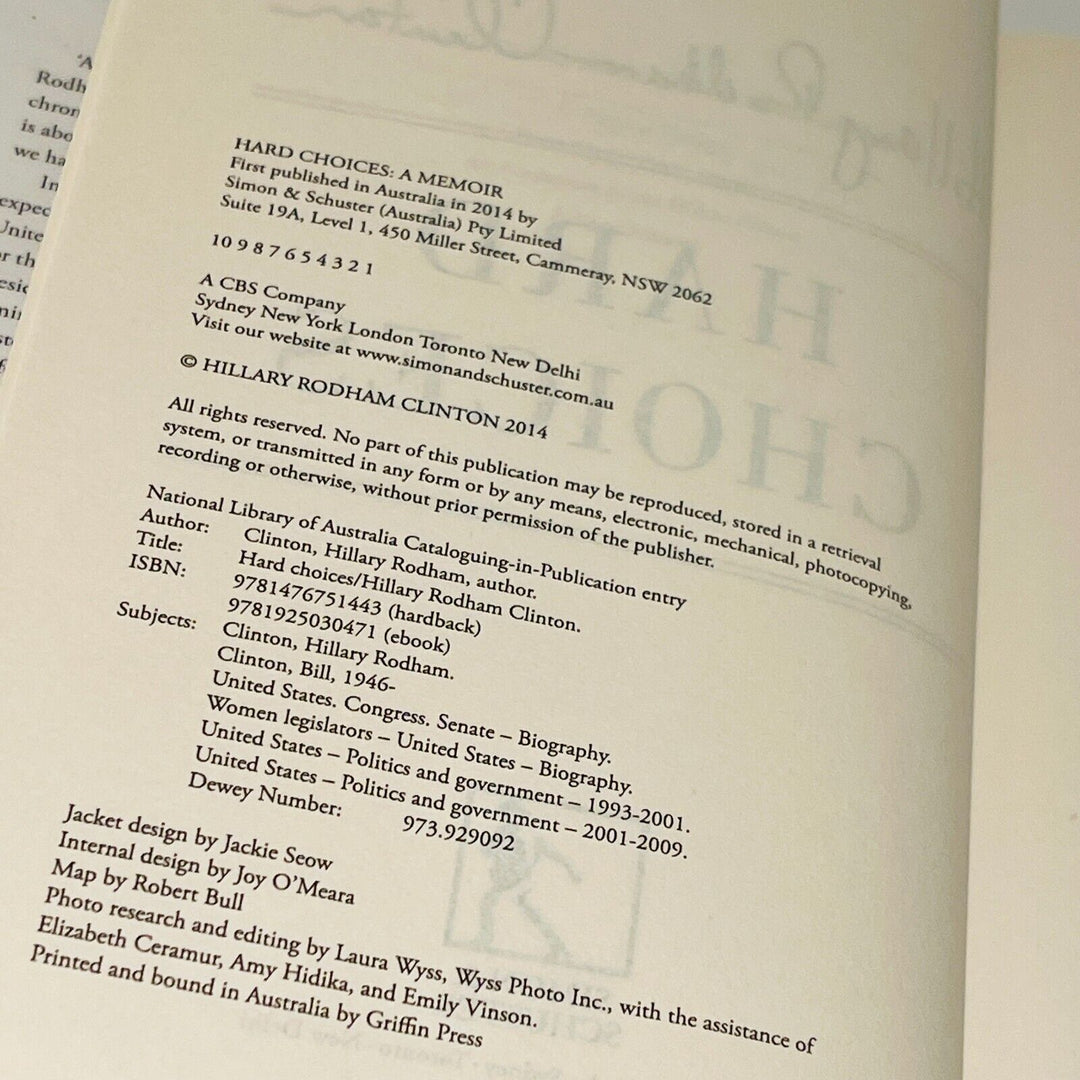 HARD CHOICES: A MEMOIR
First published in Australia in 2014 by
Simon & Schuster (Australia) Pty Limited
Suite 19A, Level 1, 450 Miller Street, Cammeray, NSW 2062
10 9 8 7 6 5 4 3 2 1
A CBS Company
Sydney New York London Toronto New Delhi
Visit our website at www.simonandschuster.com.au
© HILLARY RODHAM CLINTON 2014
All rights reserved. No part of this publication may be reproduced, stored in a retrieval
system, or transmitted in any form or by any means, electronic, mechanical, photocopying,
recording or otherwise, without prior permission of the publisher.
National Library of Australia Cataloguing-in-Publication entry
Author: Clinton, Hillary Rodham, author.
Title: Hard choices/Hillary Rodham Clinton.
ISBN: 9781476751443 (hardback)
9781925030471 (ebook)
Subjects: Clinton, Hillary Rodham.
Clinton, Bill, 1946-
United States. Congress. Senate – Biography.
Women legislators – United States – Biography.
United States – Politics and government – 1993-2001.
United States – Politics and government – 2001-2009.
Dewey Number: 973.929092
Jacket design by Jackie Seow
Internal design by Joy O'Meara
Map by Robert Bull
Photo research and editing by Laura Wyss, Wyss Photo Inc., with the assistance of
Elizabeth Ceramur, Amy Hidika, and Emily Vinson.
Printed and bound in Australia by Griffin Press